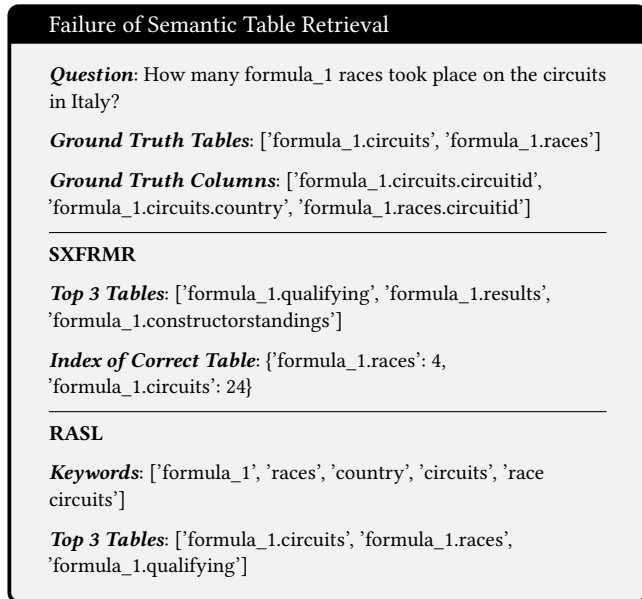 Failure of Semantic Table Retrieval
Question: How many formula_1 races took place on the circuits
in Italy?
Ground Truth Tables: ['formula_1.circuits', 'formula_1.races']
Ground Truth Columns: ['formula_1.circuits.circuitid',
'formula_1.circuits.country', 'formula_1.races.circuitid']
SXFRMR
Top 3 Tables: ['formula_1.qualifying', 'formula_1.results',
'formula_1.constructorstandings']
Index of Correct Table: {'formula_1.races': 4,
'formula_1.circuits': 24}
RASL
Keywords: ['formula_1', 'races', 'country', 'circuits', 'race
circuits']
Top 3 Tables: ['formula_1.circuits', 'formula_1.races',
'formula_1.qualifying']